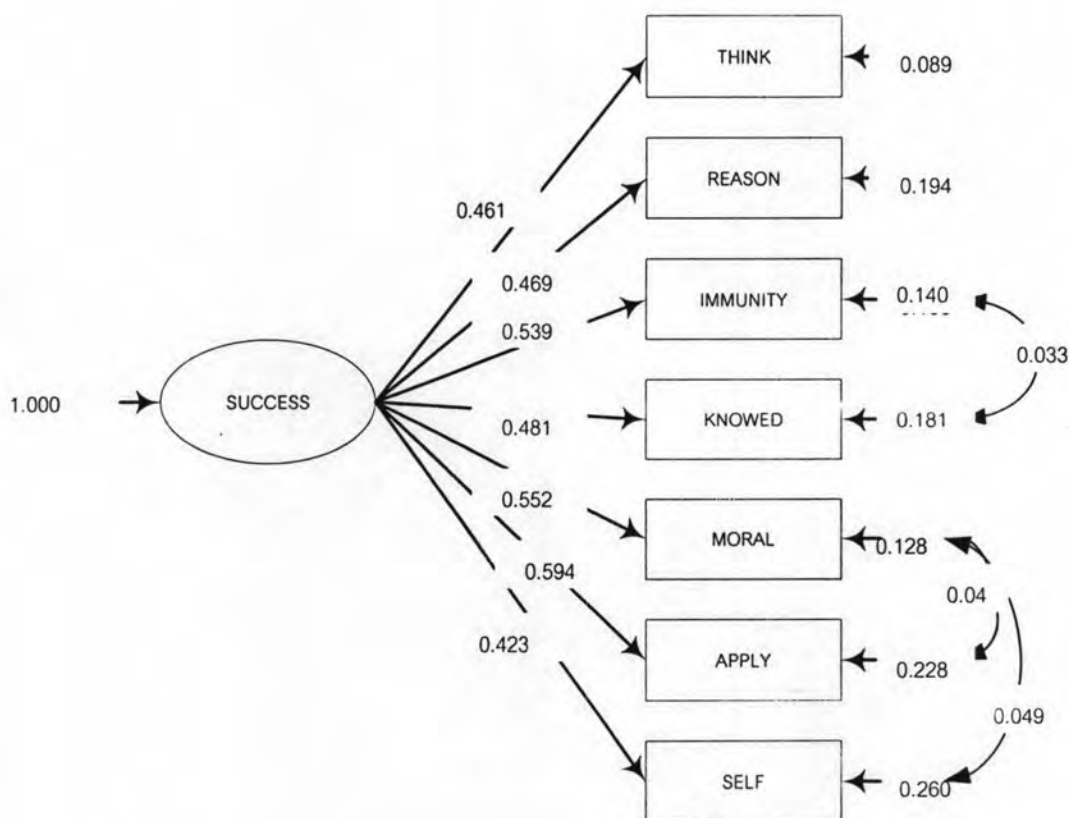 THINK
0.089
REASON
0.194
0.461
0.469
IMMUNITY
0.140
0.539
0.033
1.000
SUCCESS
0.481
KNOWED
0.181
0.552
MORAL
0.128
0.594
0.04
0.423
APPLY
0.228
0.049
SELF
0.260